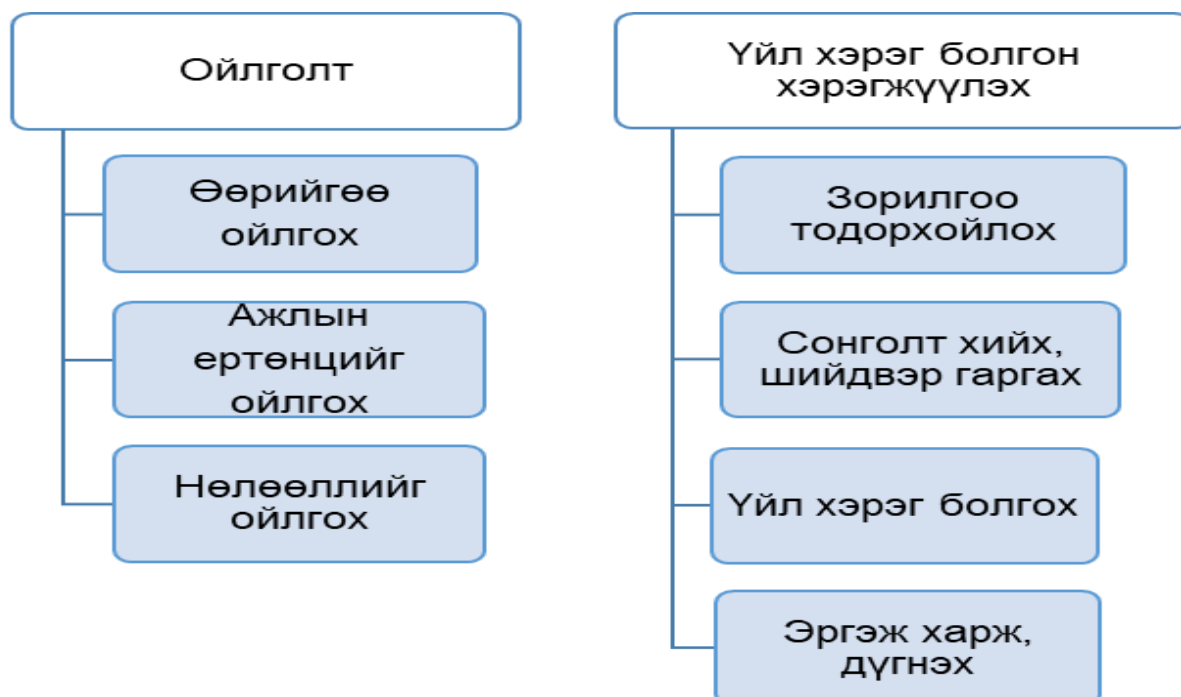 Ойлголт
Өөрийгөө
ойлгох
Ажлын
ертөнцийг
ойлгох
Нөлөөллийг
ойлгох
Үйл хэрэг болгон
хэрэгжүүлэх
Зорилгоо
тодорхойлох
Сонголт хийх,
шийдвэр гаргах
Үйл хэрэг болгох
Эргэж харж,
дүгнэх